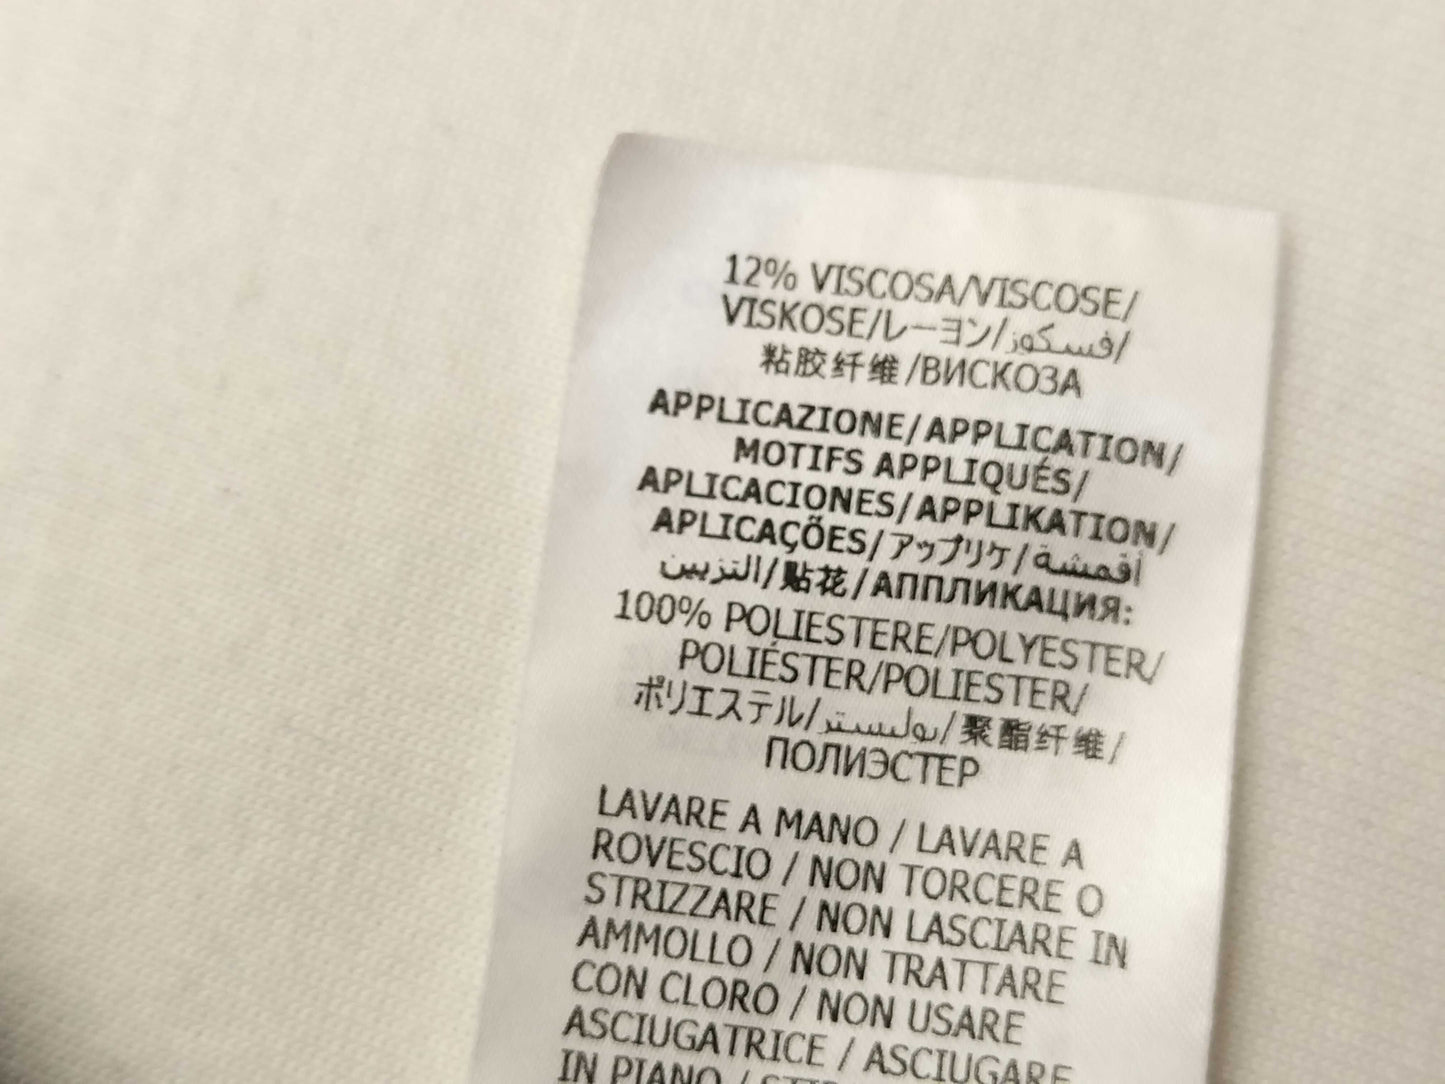 12% VISCOSA/VISCOSE/
VISKOSE/レーヨン/فسكوز/
粘胶纤维/ВИСКОЗА
APPLICAZIONE/APPLICATION/
MOTIFS APPLIQUÉS/
APLICACIONES/APPLIKATION/
APLICAÇÕES/アップリケ/أقمشة
التزيين/贴花/АППЛИКАЦИЯ:
100% POLIESTERE/POLYESTER/
POLIÉSTER/POLIESTER/
ポリエステル/بوليستر/聚酯纤维/
ПОЛИЭСТЕР
LAVARE A MANO / LAVARE A
ROVESCIO / NON TORCERE O
STRIZZARE / NON LASCIARE IN
AMMOLLO / NON TRATTARE
CON CLORO / NON USARE
ASCIUGATRICE / ASCIUGARE
IN PIANO /